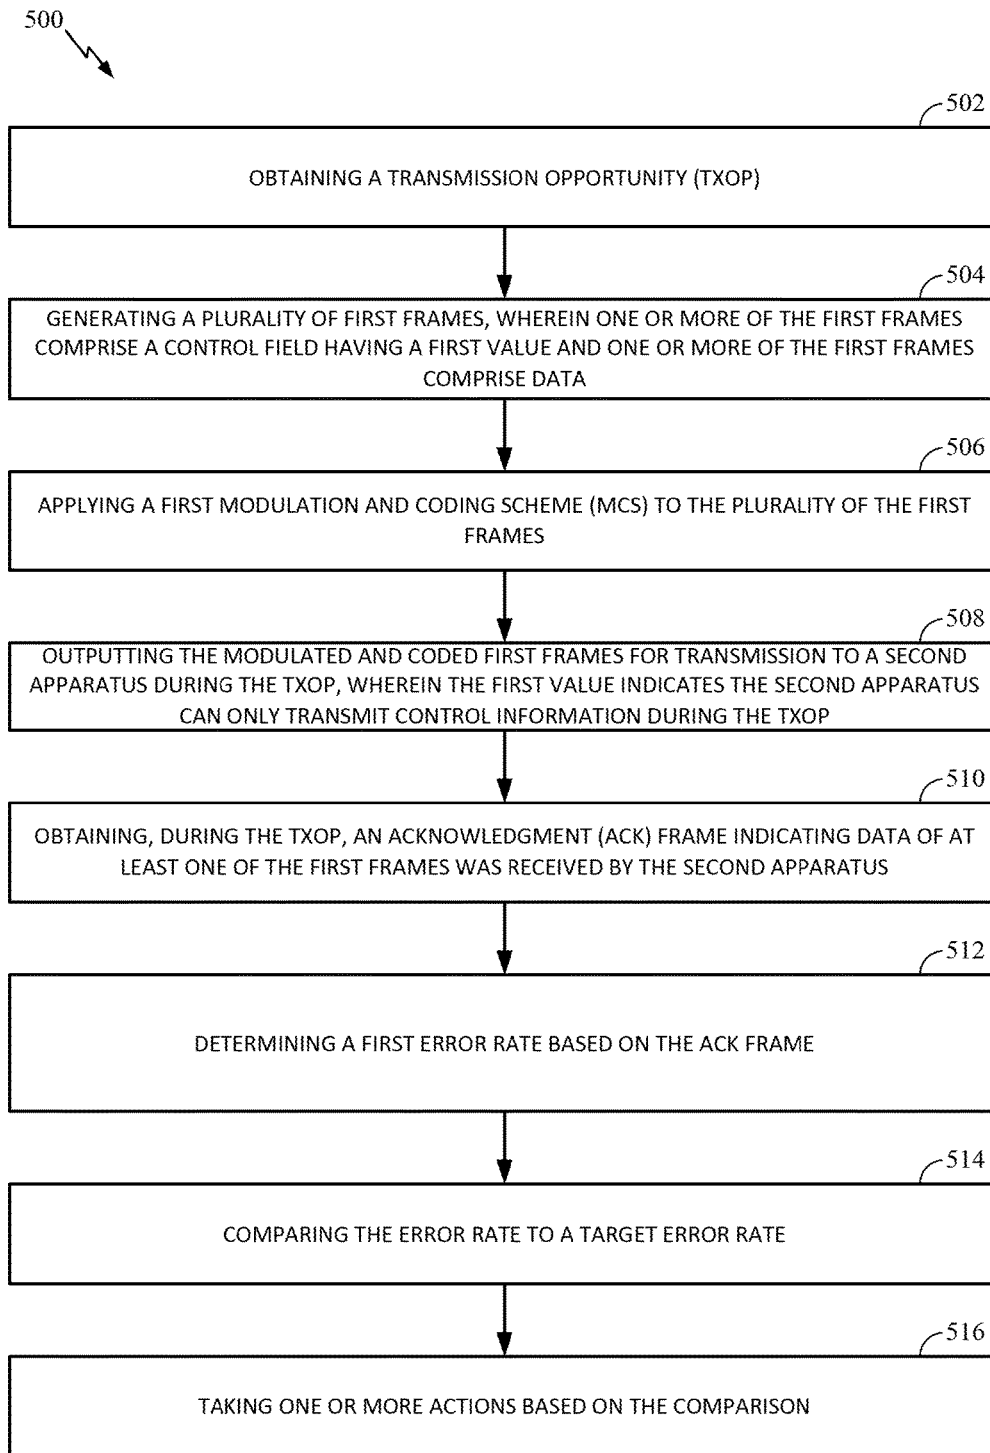 500
502
OBTAINING A TRANSMISSION OPPORTUNITY (TXOP)
504
GENERATING A PLURALITY OF FIRST FRAMES, WHEREIN ONE OR MORE OF THE FIRST FRAMES
COMPRISE A CONTROL FIELD HAVING A FIRST VALUE AND ONE OR MORE OF THE FIRST FRAMES
COMPRISE DATA
506
APPLYING A FIRST MODULATION AND CODING SCHEME (MCS) TO THE PLURALITY OF THE FIRST
FRAMES
508
OUTPUTTING THE MODULATED AND CODED FIRST FRAMES FOR TRANSMISSION TO A SECOND
APPARATUS DURING THE TXOP, WHEREIN THE FIRST VALUE INDICATES THE SECOND APPARATUS
CAN ONLY TRANSMIT CONTROL INFORMATION DURING THE TXOP
510
OBTAINING, DURING THE TXOP, AN ACKNOWLEDGMENT (ACK) FRAME INDICATING DATA OF AT
LEAST ONE OF THE FIRST FRAMES WAS RECEIVED BY THE SECOND APPARATUS
512
DETERMINING A FIRST ERROR RATE BASED ON THE ACK FRAME
514
COMPARING THE ERROR RATE TO A TARGET ERROR RATE
516
TAKING ONE OR MORE ACTIONS BASED ON THE COMPARISON